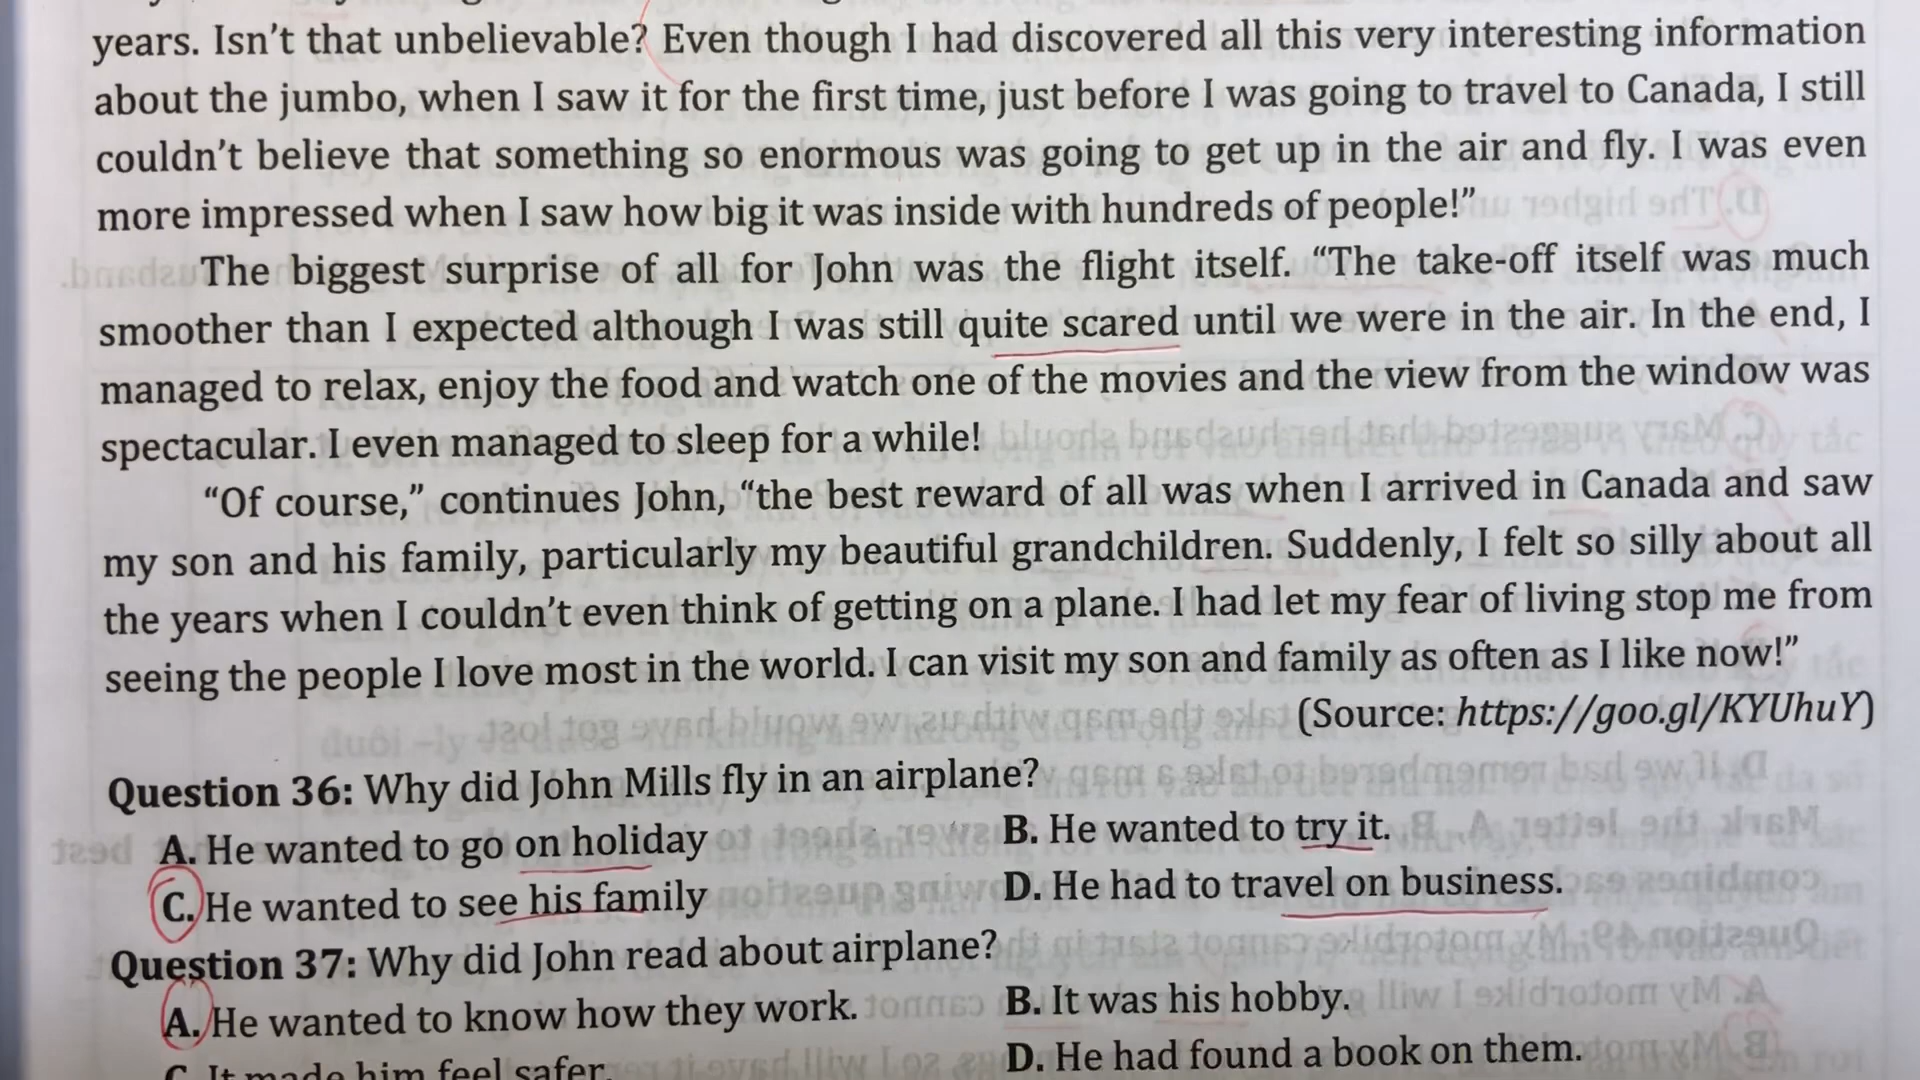 years. Isn't that unbelievable? Even though I had discovered all this very interesting information
about the jumbo, when I saw it for the first time, just before I was going to travel to Canada, I still
couldn't believe that something so enormous was going to get up in the air and fly. I was even
more impressed when I saw how big it was inside with hundreds of people!"
The biggest surprise of all for John was the flight itself. "The take-off itself was much
smoother than I expected although I was still quite scared until we were in the air. In the end, I
managed to relax, enjoy the food and watch one of the movies and the view from the window was
spectacular. I even managed to sleep for a while!
"Of course," continues John, "the best reward of all was when I arrived in Canada and saw
my son and his family, particularly my beautiful grandchildren. Suddenly, I felt so silly about all
the years when I couldn't even think of getting on a plane. I had let my fear of living stop me from
seeing the people I love most in the world. I can visit my son and family as often as I like now!"
(Source: https://goo.gl/KYUhuY)
Question 36: Why did John Mills fly in an airplane?
A. He wanted to go on holiday B. He wanted to try it.
C. He wanted to see his family D. He had to travel on business.
Question 37: Why did John read about airplane?
A. He wanted to know how they work. B. It was his hobby.
C. It made him feel safer. D. He had found a book on them.